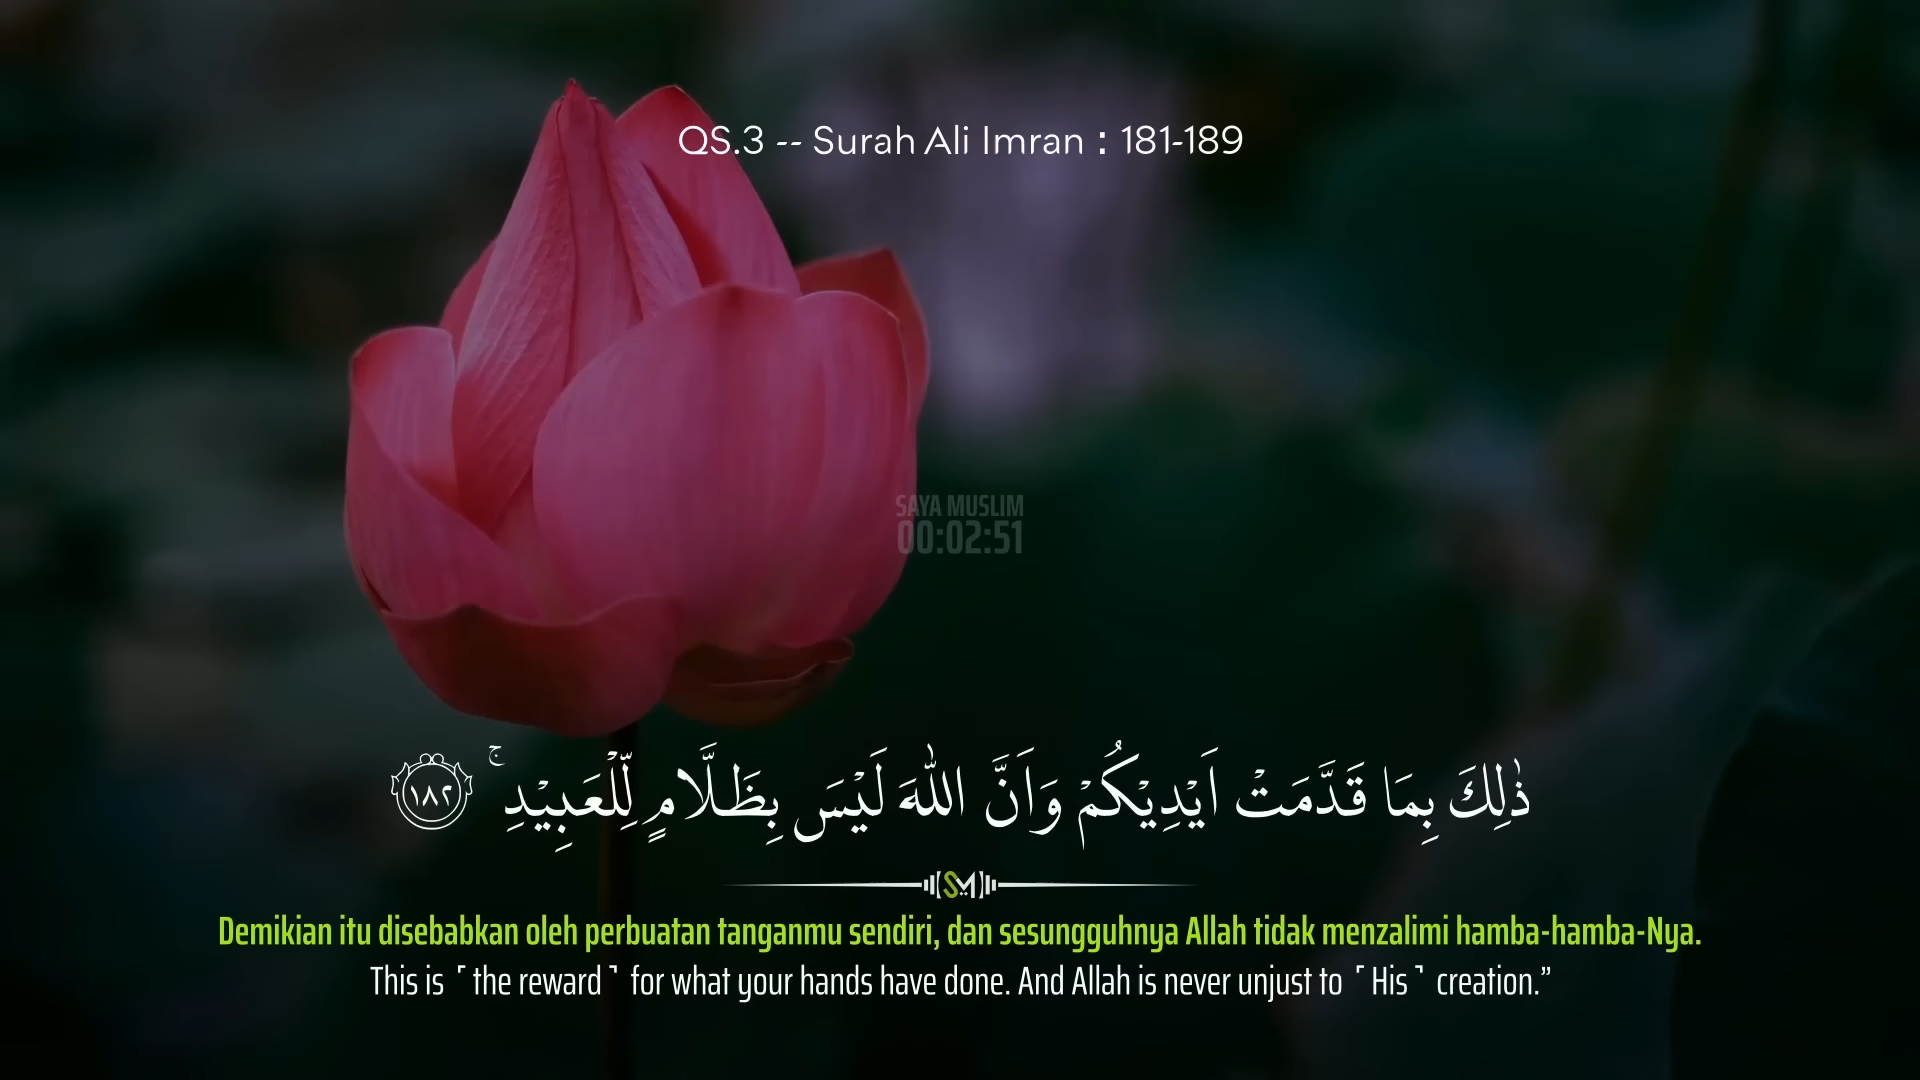 QS.3 -- Surah Ali Imran : 181-189
SAYA MUSLIM
00:02:51
ذٰلِكَ بِمَا قَدَّمَتْ اَيْدِيْكُمْ وَاَنَّ اللّٰهَ لَيْسَ بِظَلَّامٍ لِّلْعَبِيْدِۚ ١٨٢
SM
Demikian itu disebabkan oleh perbuatan tanganmu sendiri, dan sesungguhnya Allah tidak menzalimi hamba-hamba-Nya.
This is ˹the reward˺ for what your hands have done. And Allah is never unjust to ˹His˺ creation.”